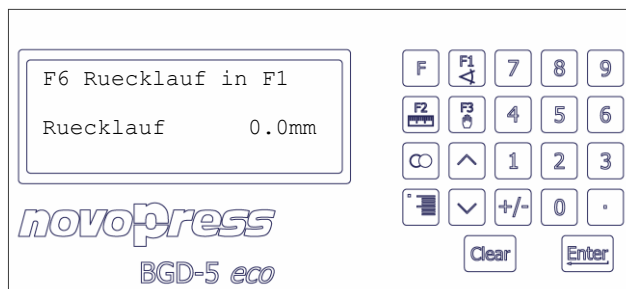 F6 Ruecklauf in F1
Ruecklauf 0.0mm
novopress
BGD-5 eco
F F1 7 8 9
F2 F3 4 5 6
1 2 3
+/- 0 .
Clear Enter